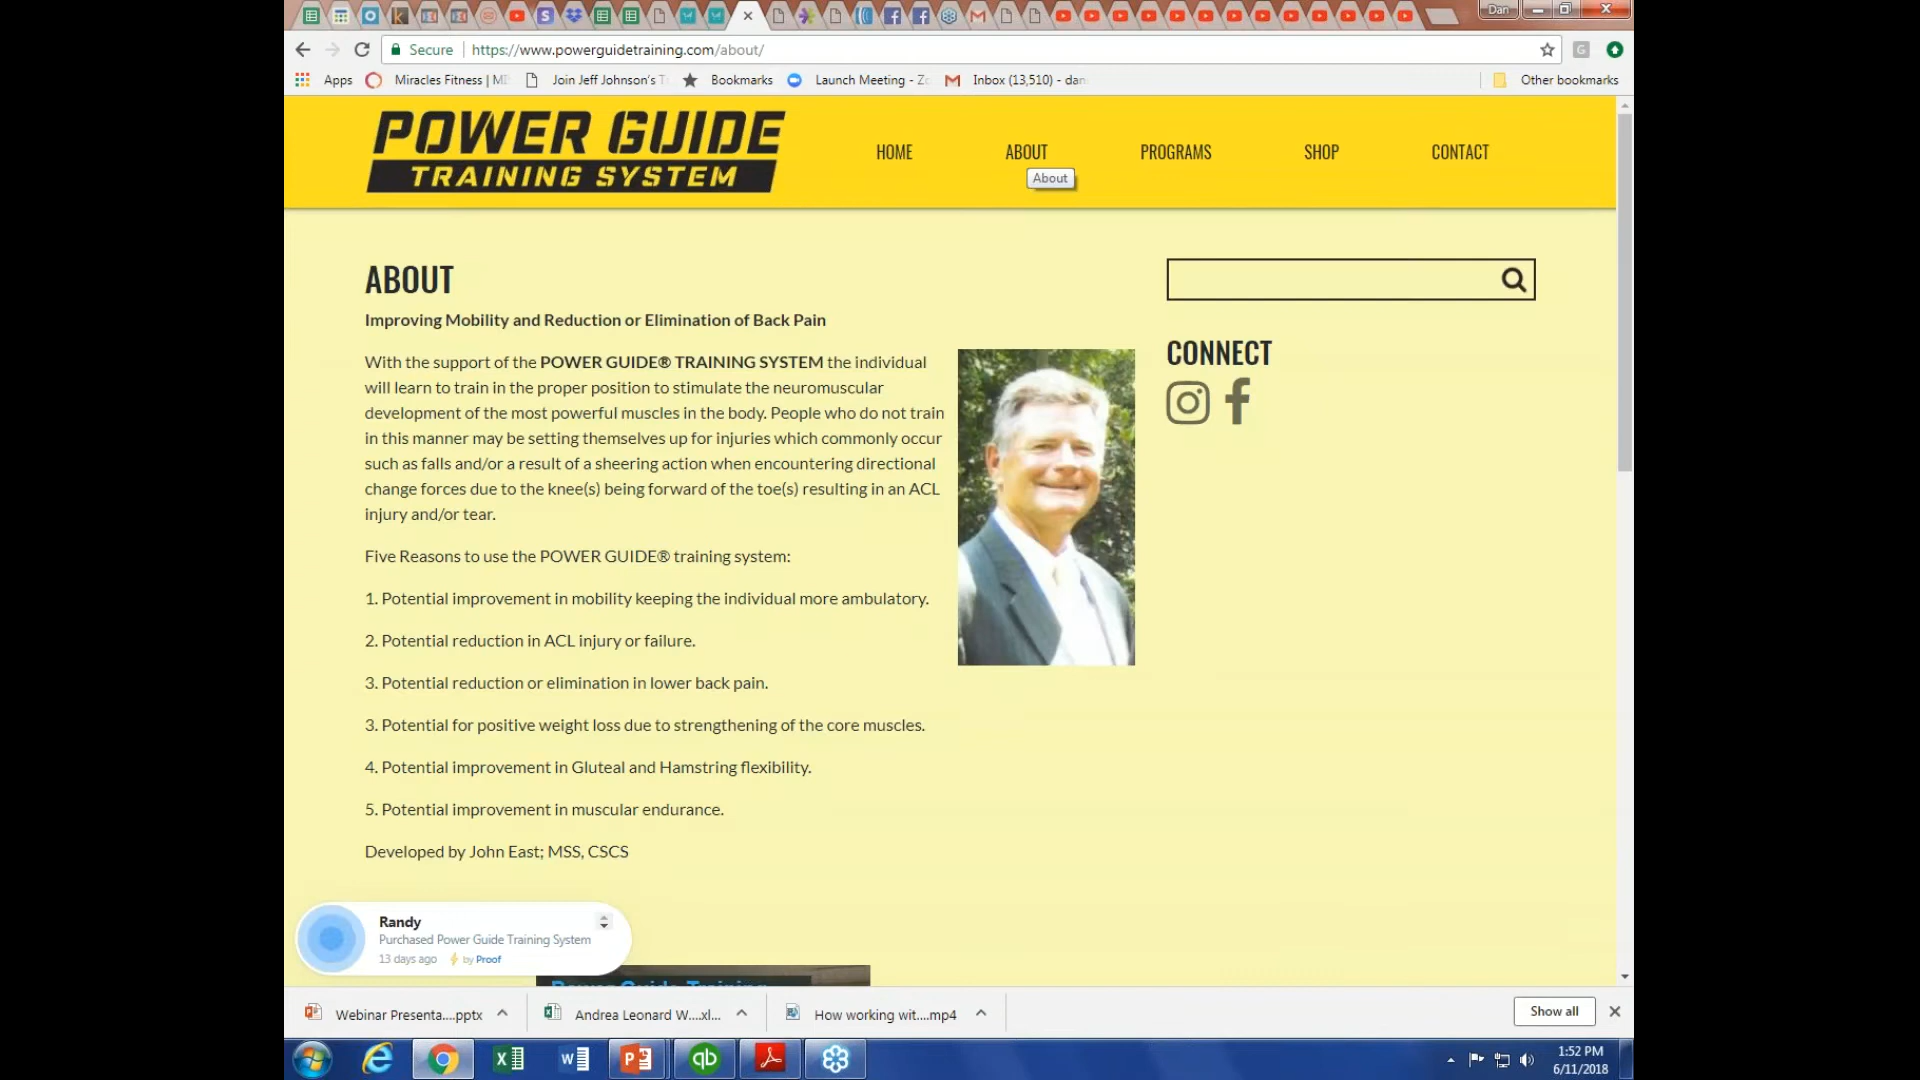 Dan
Secure
https://www.powerguidetraining.com/about/
Apps
Miracles Fitness | MI
Join Jeff Johnson's T
Bookmarks
Launch Meeting - Zo
Inbox (13,510) - dan
Other bookmarks
POWER GUIDE
TRAINING SYSTEM
HOME
ABOUT
PROGRAMS
SHOP
CONTACT
About
ABOUT
Improving Mobility and Reduction or Elimination of Back Pain
With the support of the POWER GUIDE® TRAINING SYSTEM the individual
will learn to train in the proper position to stimulate the neuromuscular
development of the most powerful muscles in the body. People who do not train
in this manner may be setting themselves up for injuries which commonly occur
such as falls and/or a result of a sheering action when encountering directional
change forces due to the knee(s) being forward of the toe(s) resulting in an ACL
injury and/or tear.
Five Reasons to use the POWER GUIDE® training system:
1. Potential improvement in mobility keeping the individual more ambulatory.
2. Potential reduction in ACL injury or failure.
3. Potential reduction or elimination in lower back pain.
3. Potential for positive weight loss due to strengthening of the core muscles.
4. Potential improvement in Gluteal and Hamstring flexibility.
5. Potential improvement in muscular endurance.
Developed by John East; MSS, CSCS
CONNECT
Randy
Purchased Power Guide Training System
13 days ago
by Proof
Power Guide Training
Webinar Presenta....pptx
Andrea Leonard W....xl...
How working wit....mp4
Show all
1:52 PM
6/11/2018